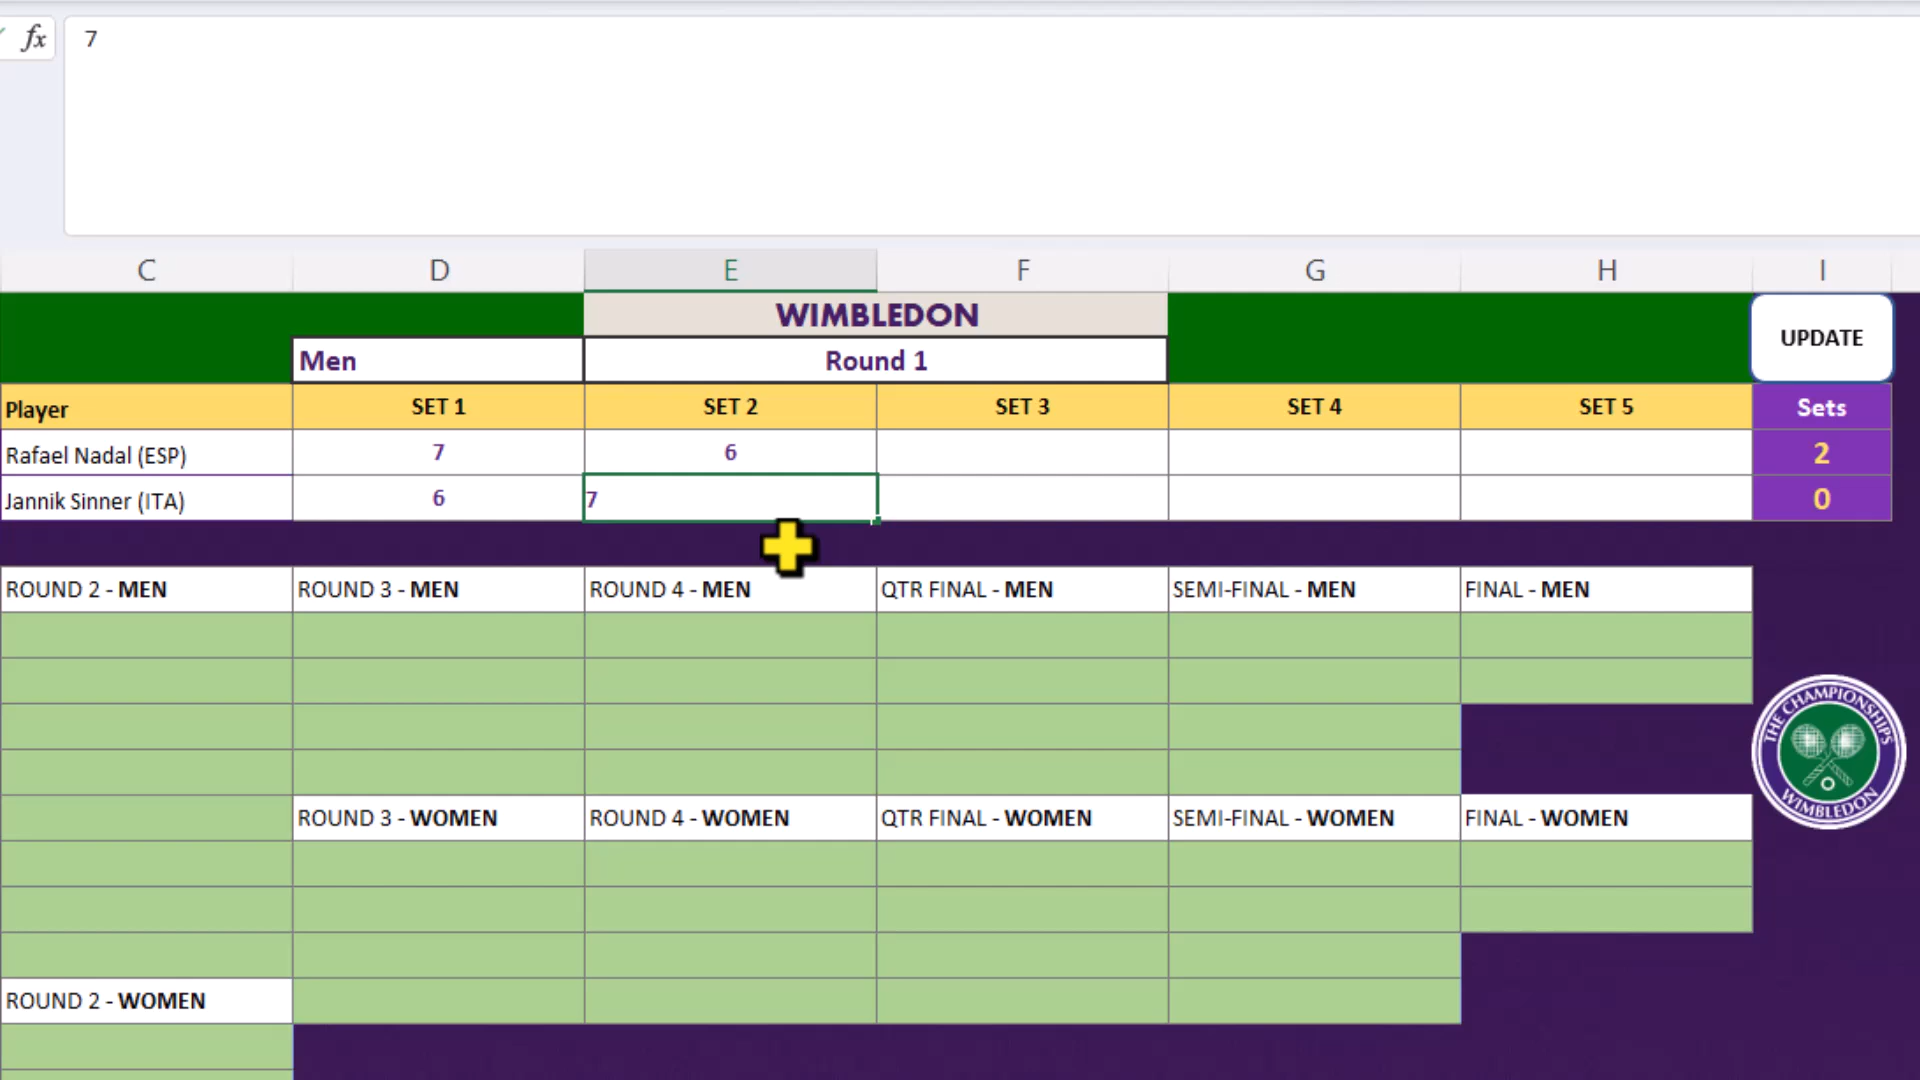 fx 7
C D E F G H I
WIMBLEDON
UPDATE
Men Round 1
Player SET 1 SET 2 SET 3 SET 4 SET 5 Sets
Rafael Nadal (ESP) 7 6 2
Jannik Sinner (ITA) 6 7 0
ROUND 2 - MEN ROUND 3 - MEN ROUND 4 - MEN QTR FINAL - MEN SEMI-FINAL - MEN FINAL - MEN
THE CHAMPIONSHIPS
WIMBLEDON
ROUND 3 - WOMEN ROUND 4 - WOMEN QTR FINAL - WOMEN SEMI-FINAL - WOMEN FINAL - WOMEN
ROUND 2 - WOMEN